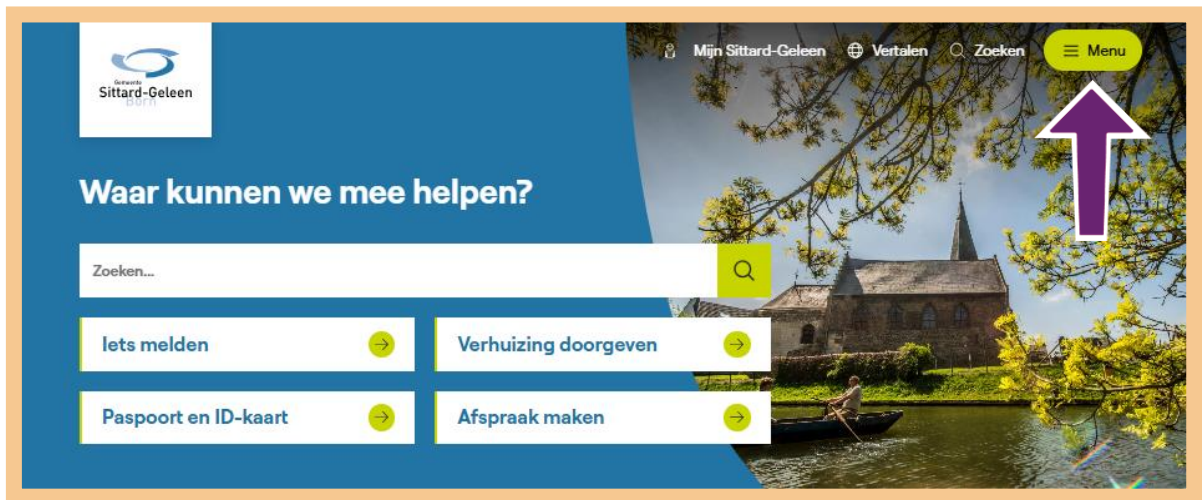 Gemeente
Sittard-Geleen
Born
Mijn Sittard-Geleen
Vertalen
Zoeken
Menu
Waar kunnen we mee helpen?
Zoeken...
Iets melden
Verhuizing doorgeven
Paspoort en ID-kaart
Afspraak maken